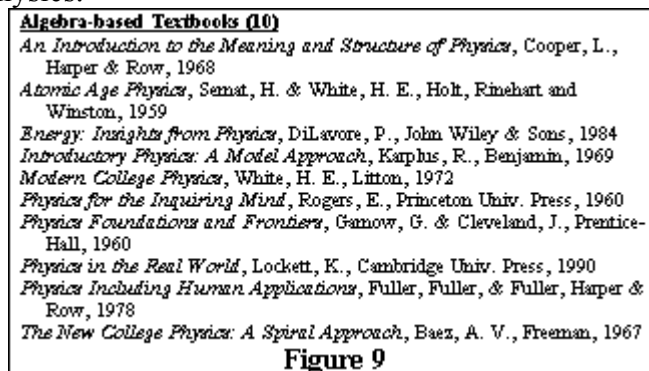 hysics.
Algebra-based Textbooks (10)
An Introduction to the Meaning and Structure of Physics, Cooper, L.,
Harper & Row, 1968
Atomic Age Physics, Semat, H. & White, H. E., Holt, Rinehart and
Winston, 1959
Energy: Insights from Physics, DiLavore, P., John Wiley & Sons, 1984
Introductory Physics: A Model Approach, Karplus, R., Benjamin, 1969
Modern College Physics, White, H. E., Litton, 1972
Physics for the Inquiring Mind, Rogers, E., Princeton Univ. Press, 1960
Physics Foundations and Frontiers, Gamow, G. & Cleveland, J., Prentice-
Hall, 1960
Physics in the Real World, Lockett, K., Cambridge Univ. Press, 1990
Physics Including Human Applications, Fuller, Fuller, & Fuller, Harper &
Row, 1978
The New College Physics: A Spiral Approach, Baez, A. V., Freeman, 1967
Figure 9